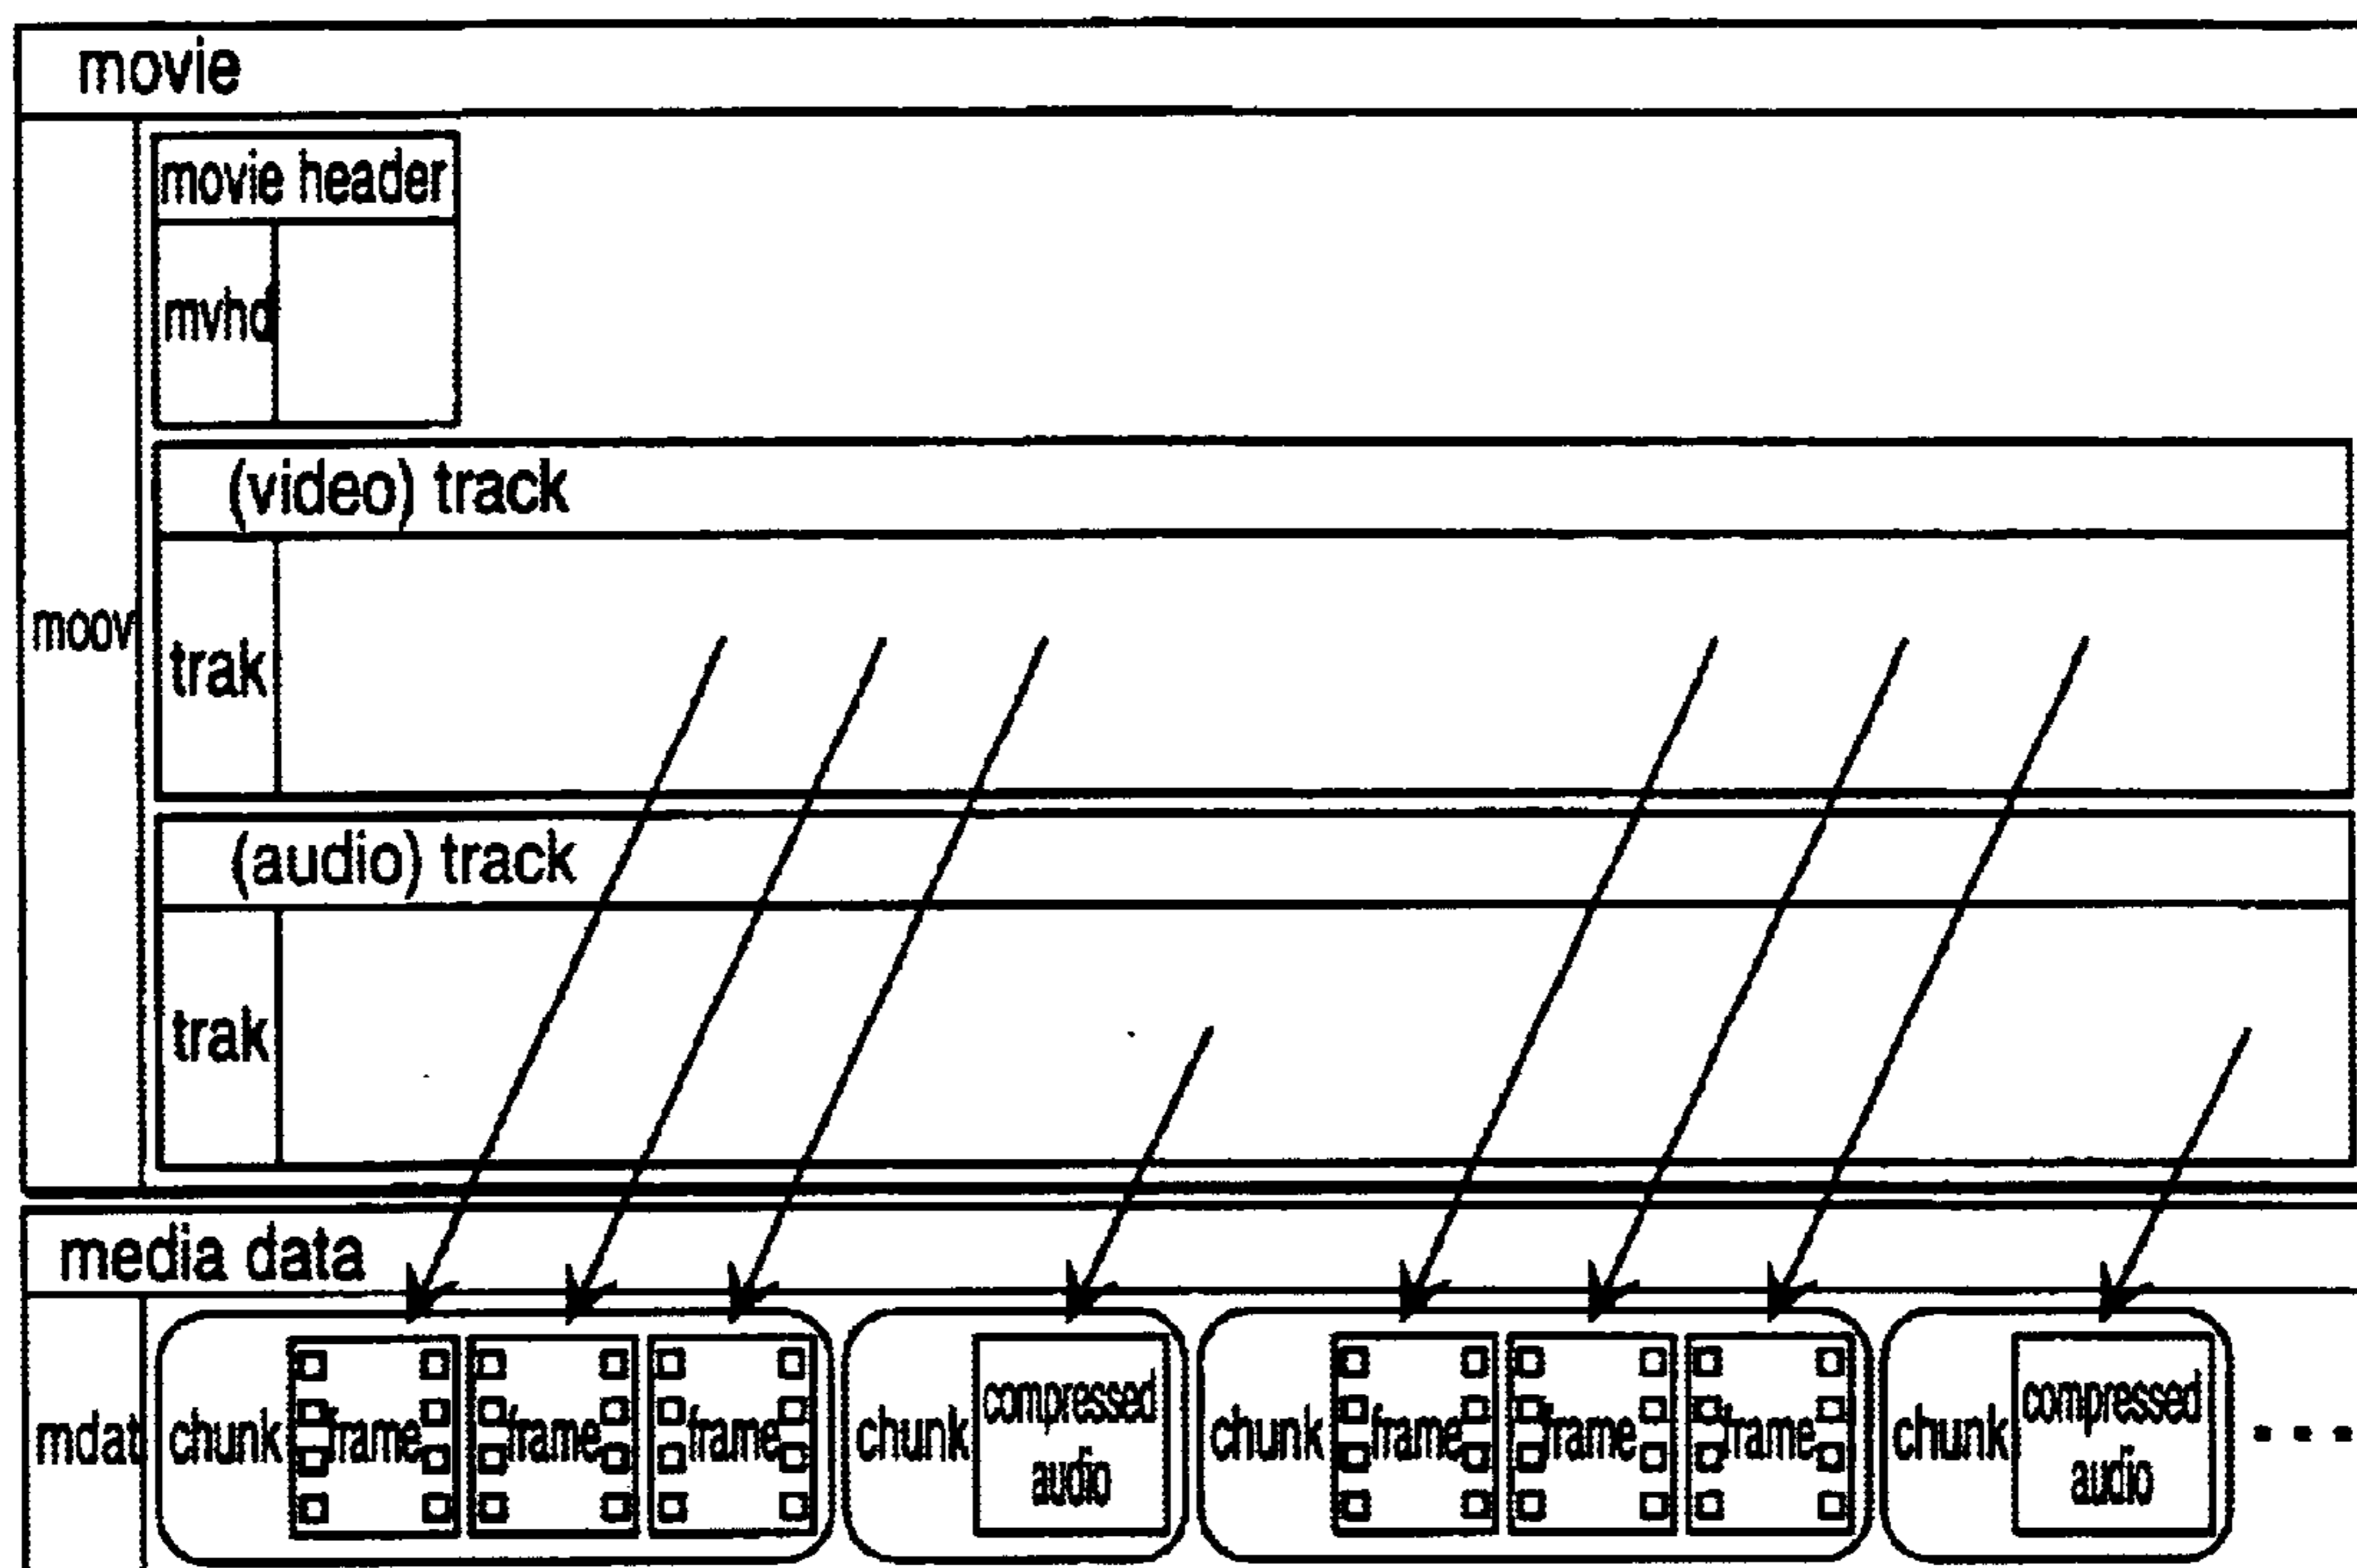 movie
movie header
mvhd
moov
(video) track
trak
(audio) track
trak
media data
mdat
chunk frame frame frame
chunk compressed audio
chunk frame frame frame
chunk compressed audio
...